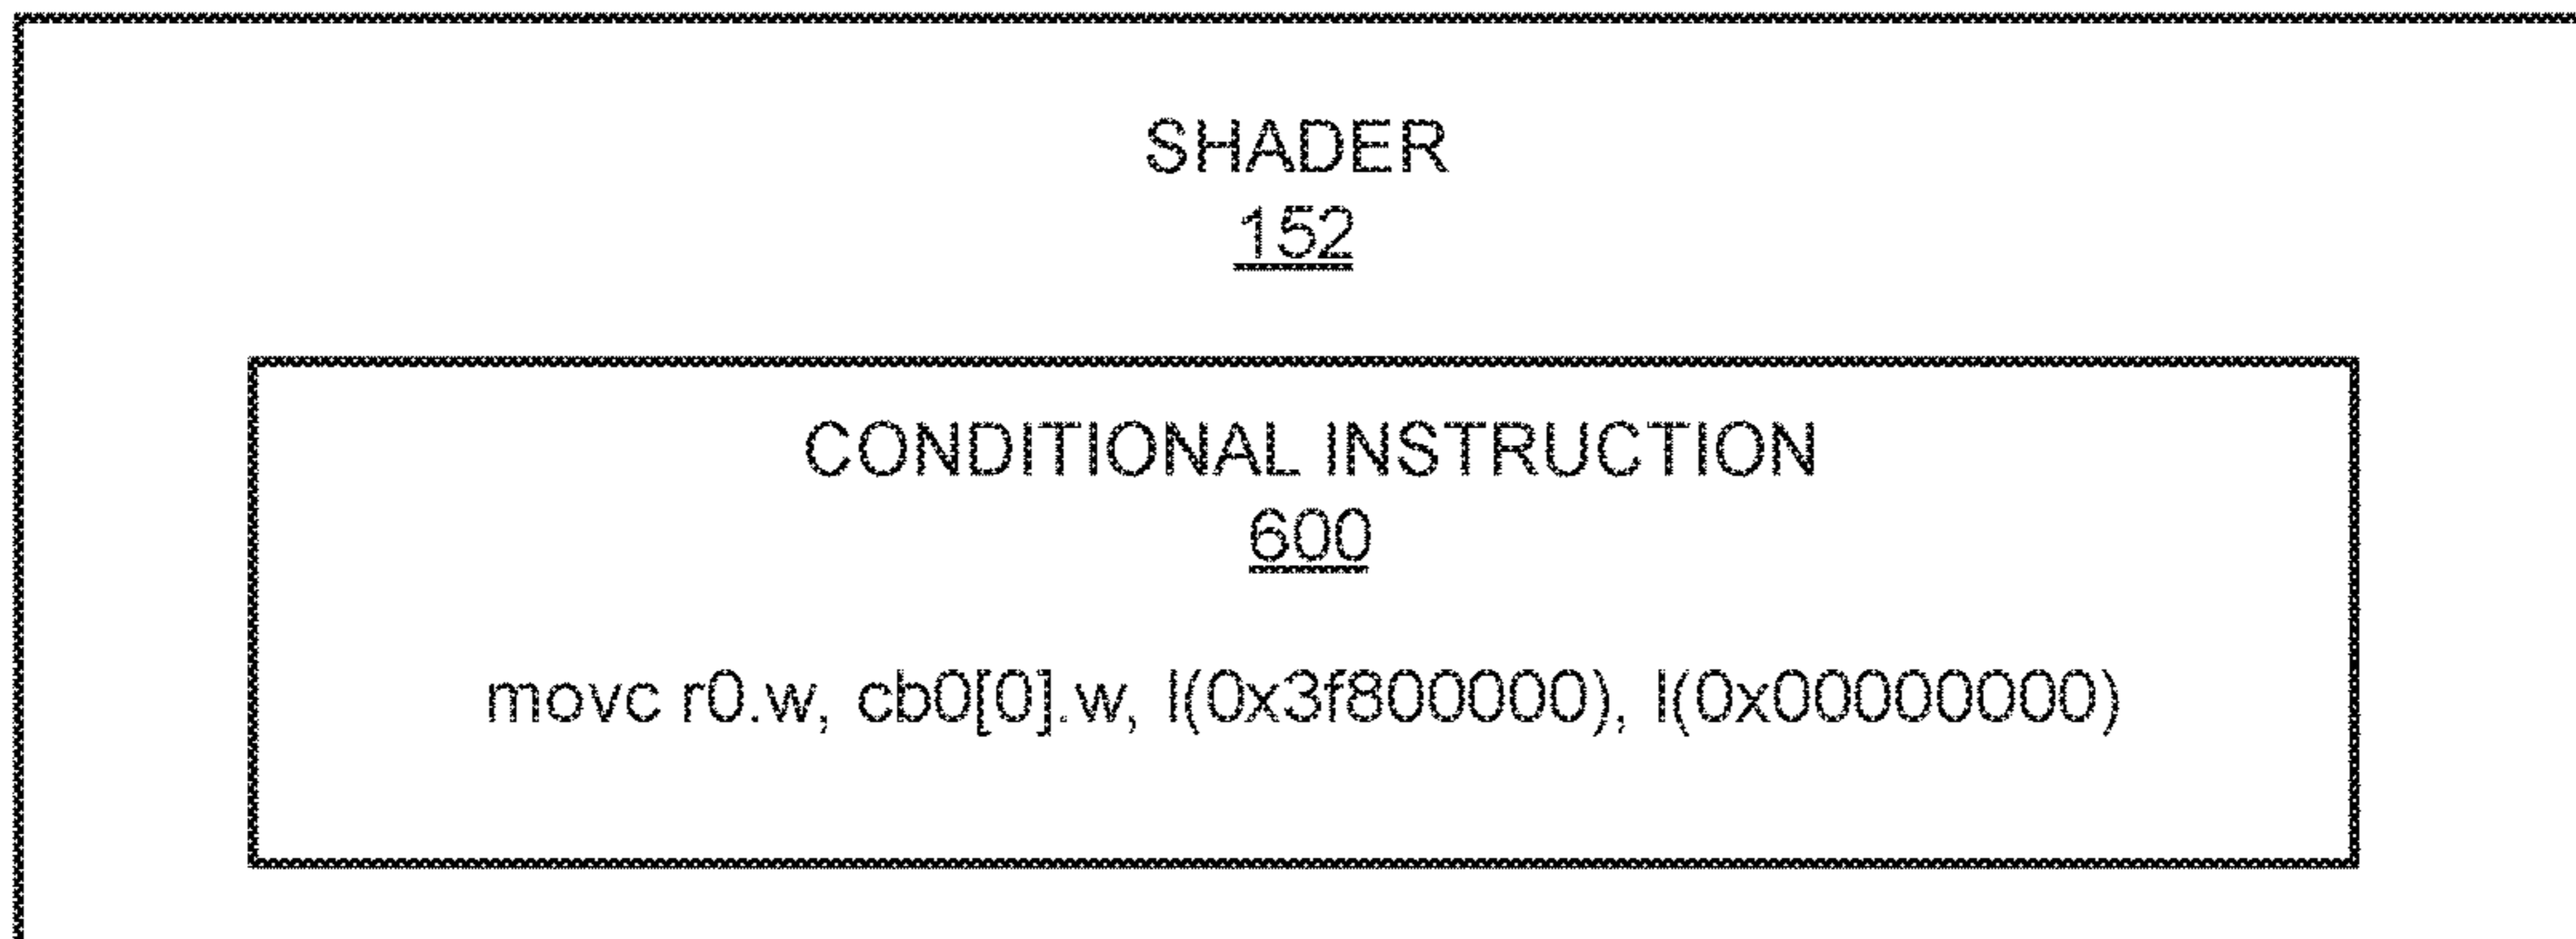 SHADER
152
CONDITIONAL INSTRUCTION
600
movc r0.w, cb0[0].w, l(0x3f800000), l(0x00000000)